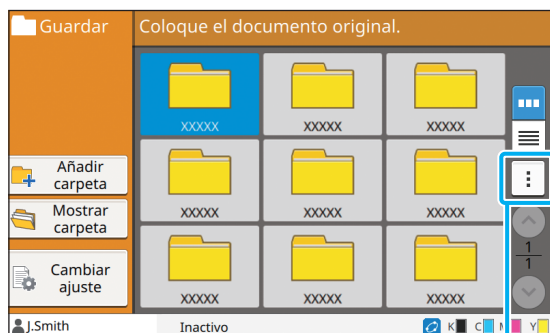 Guardar
Coloque el documento original.
XXXXX XXXXX XXXXX
Añadir
carpeta
XXXXX XXXXX XXXXX
Mostrar
carpeta
1
1
Cambiar
ajuste
XXXXX XXXXX XXXXX
J.Smith
Inactivo
K C M Y